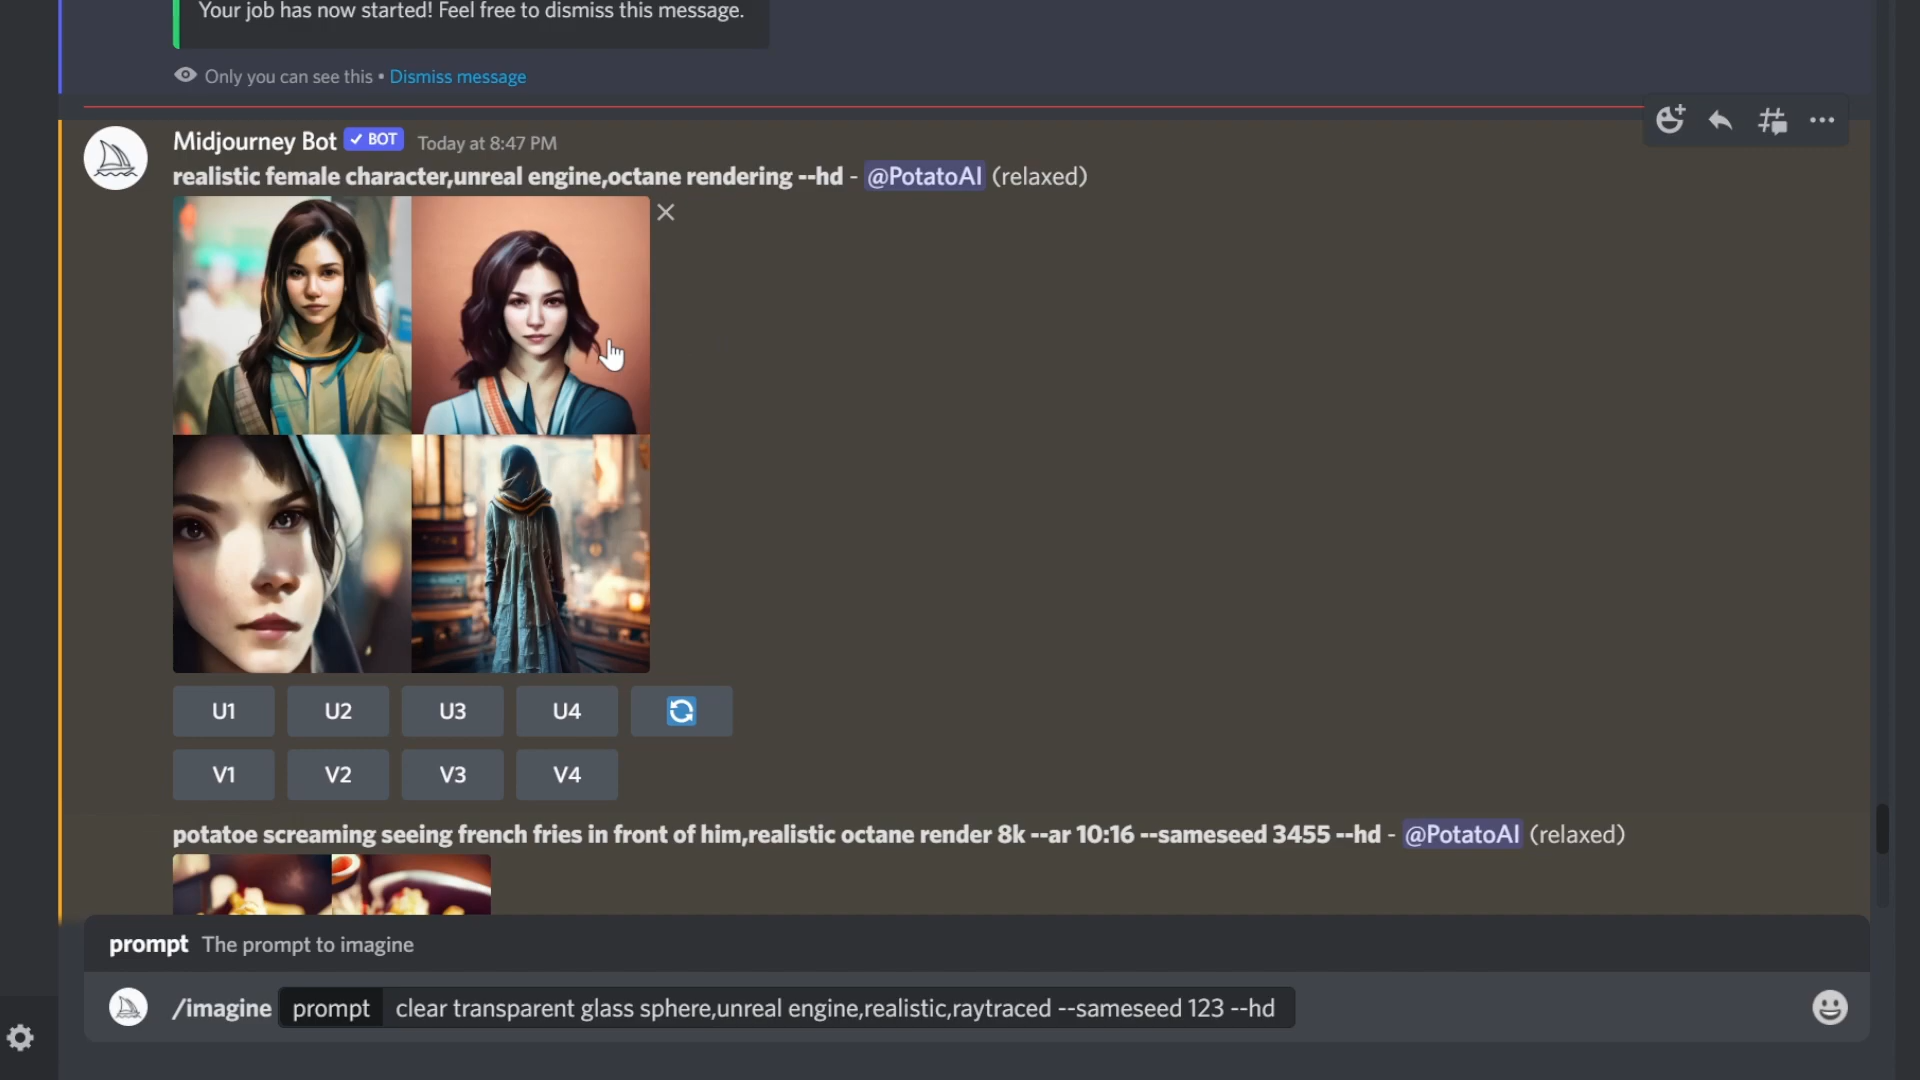 Your job has now started! Feel free to dismiss this message.
Only you can see this • Dismiss message
Midjourney Bot ✓ BOT Today at 8:47 PM
realistic female character,unreal engine,octane rendering --hd - @PotatoAI (relaxed)
U1 U2 U3 U4
V1 V2 V3 V4
potatoe screaming seeing french fries in front of him,realistic octane render 8k --ar 10:16 --sameseed 3455 --hd - @PotatoAI (relaxed)
prompt The prompt to imagine
/imagine prompt clear transparent glass sphere,unreal engine,realistic,raytraced --sameseed 123 --hd